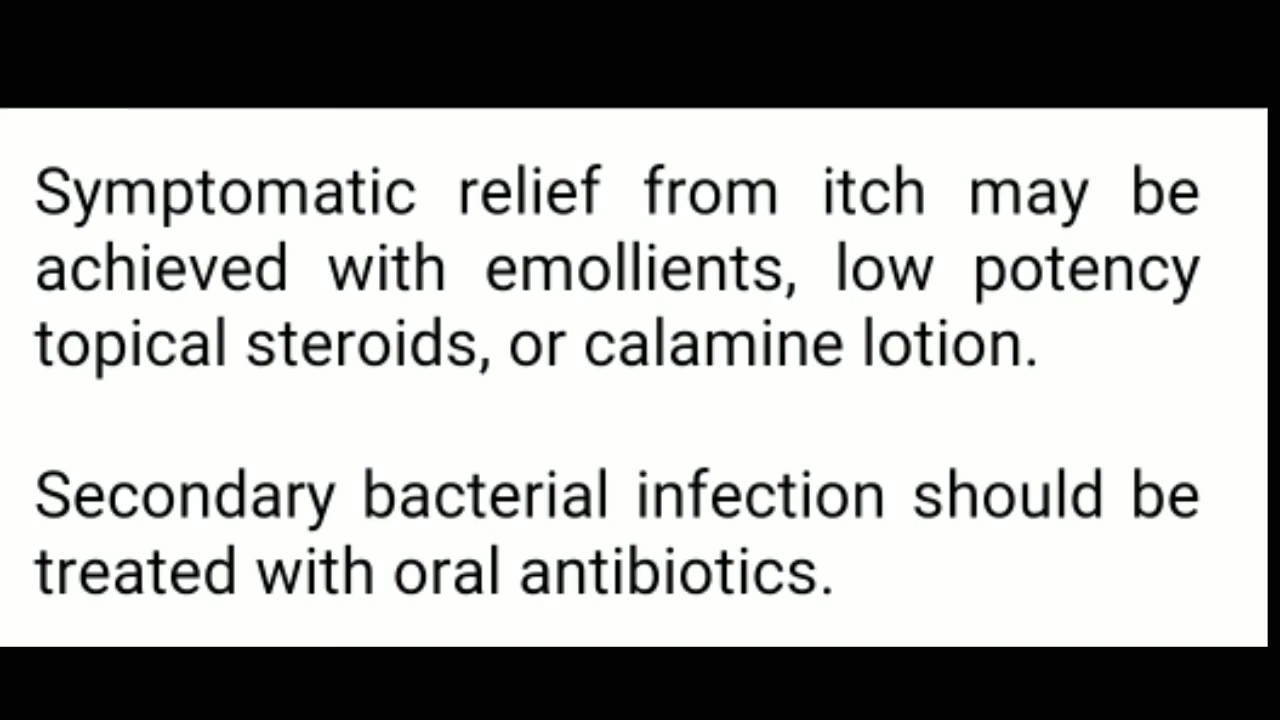 Symptomatic relief from itch may be
achieved with emollients, low potency
topical steroids, or calamine lotion.
Secondary bacterial infection should be
treated with oral antibiotics.